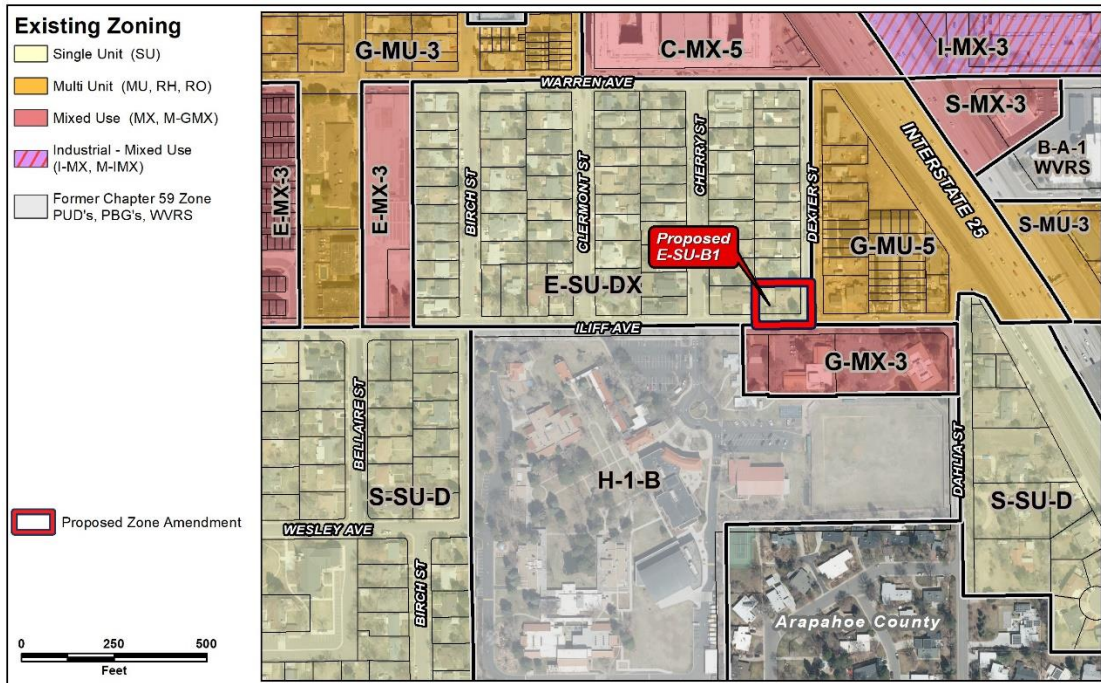 Existing Zoning
Single Unit (SU)
Multi Unit (MU, RH, RO)
Mixed Use (MX, M-GMX)
Industrial - Mixed Use
(I-MX, M-IMX)
Former Chapter 59 Zone
PUD's, PBG's, WVRS
Proposed Zone Amendment
0 250 500
Feet
G-MU-3
C-MX-5
I-MX-3
WARREN AVE
S-MX-3
B-A-1
WVRS
E-MX-3
E-MX-3
BIRCH ST
CLERMONT ST
CHERRY ST
DEXTER ST
INTERSTATE 25
S-MU-3
Proposed
E-SU-B1
G-MU-5
E-SU-DX
ILIFF AVE
G-MX-3
BELLAIRE ST
H-1-B
DAHLIA ST
S-SU-D
S-SU-D
WESLEY AVE
BIRCH ST
Arapahoe County